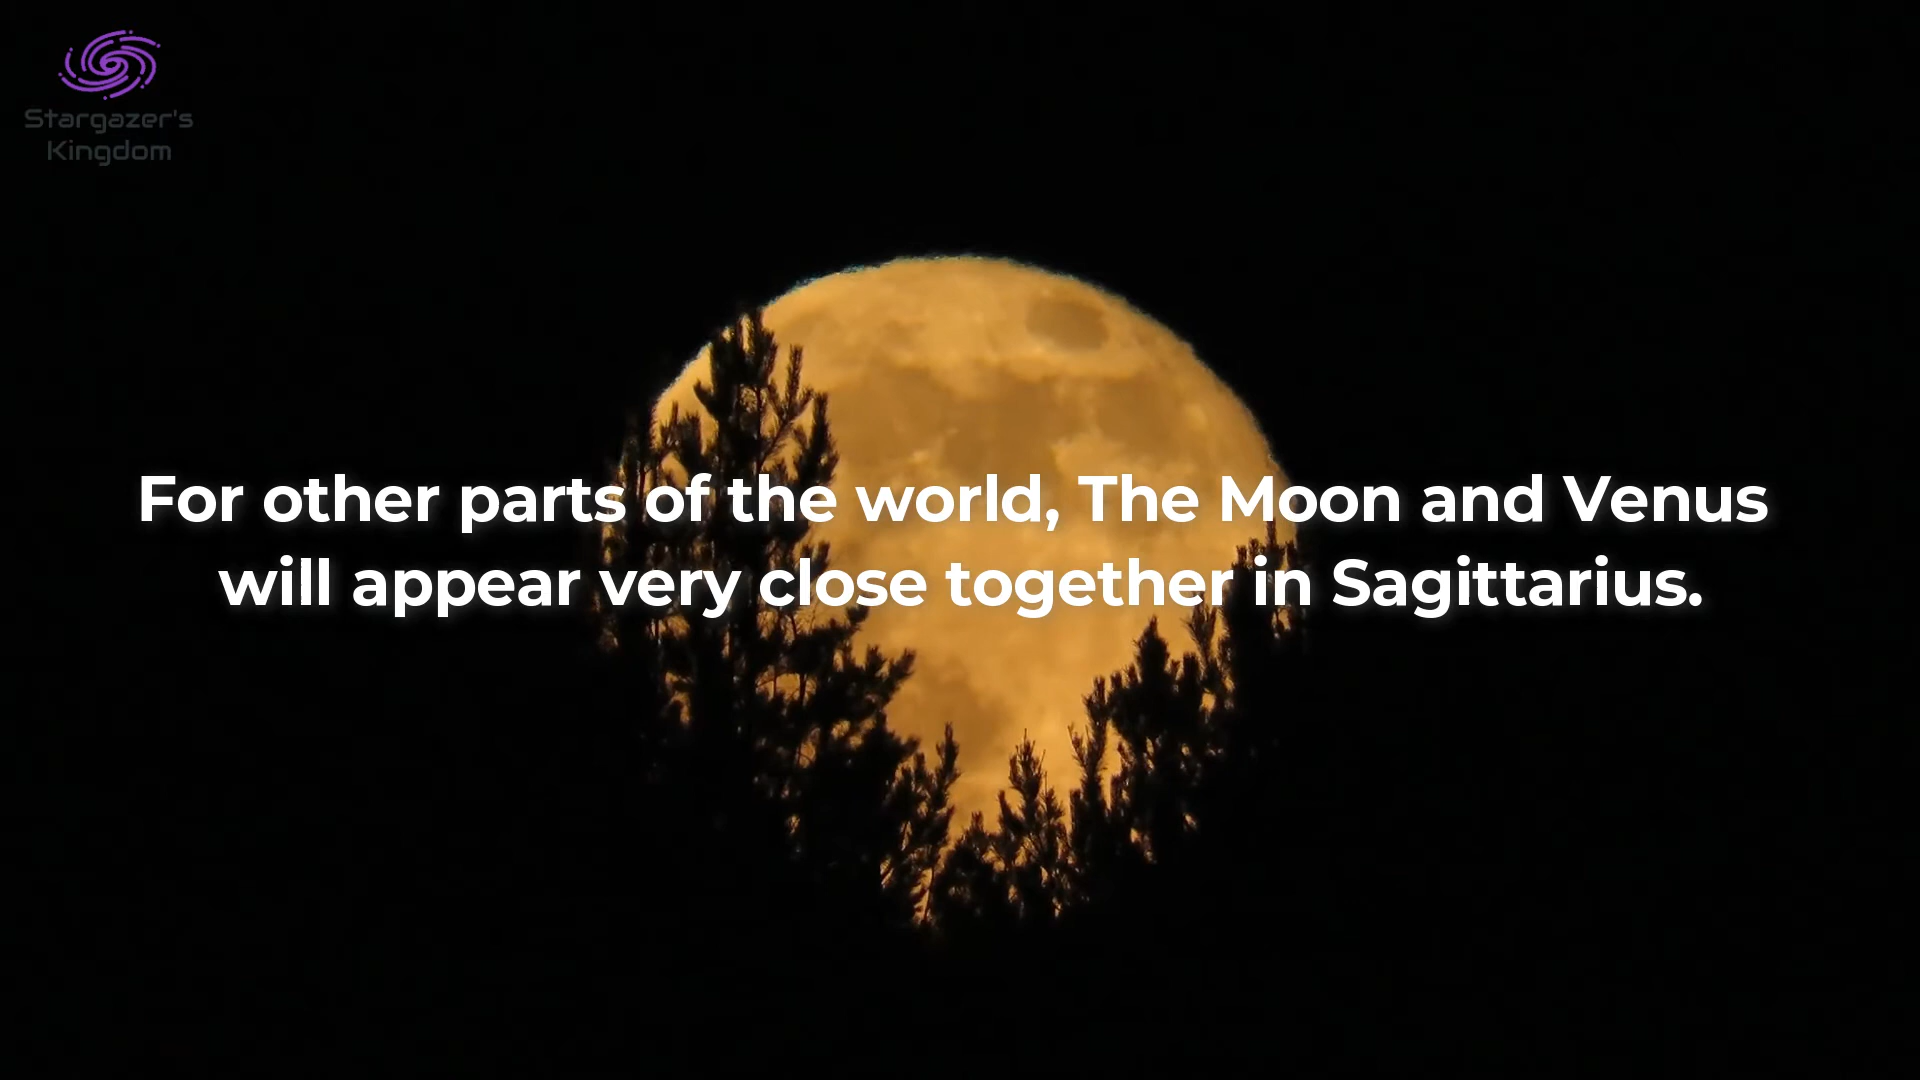 Stargazer's
Kingdom
For other parts of the world, The Moon and Venus
will appear very close together in Sagittarius.